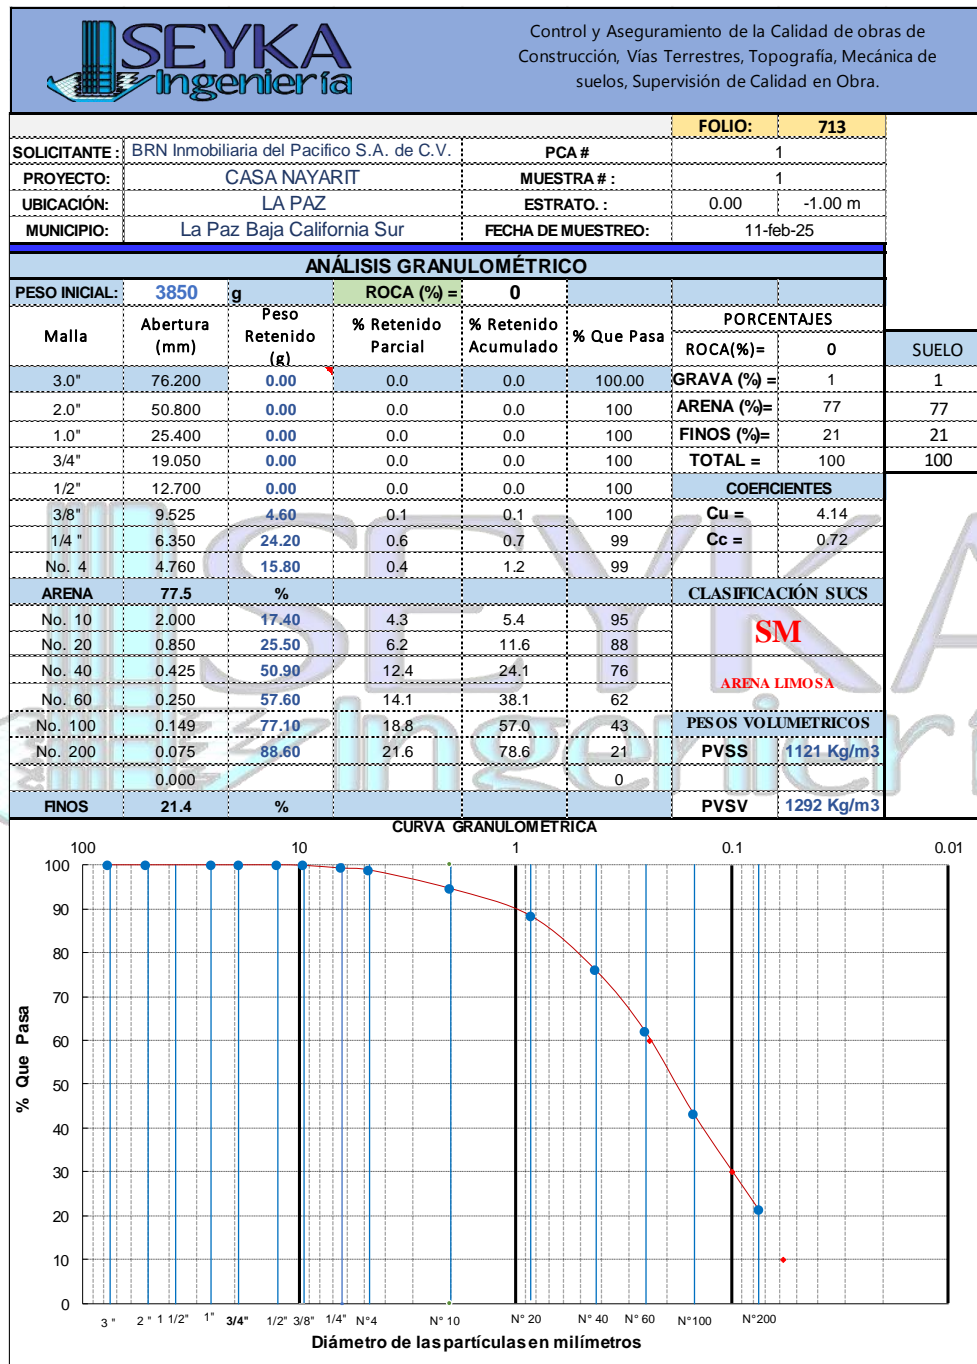 SEYKA
Ingeniería
Control y Aseguramiento de la Calidad de obras de
Construcción, Vías Terrestres, Topografía, Mecánica de
suelos, Supervisión de Calidad en Obra.
FOLIO: 713
SOLICITANTE : BRN Inmobiliaria del Pacifico S.A. de C.V. PCA # 1
PROYECTO: CASA NAYARIT MUESTRA # : 1
UBICACIÓN: LA PAZ ESTRATO. : 0.00 -1.00 m
MUNICIPIO: La Paz Baja California Sur FECHA DE MUESTREO: 11-feb-25
ANÁLISIS GRANULOMÉTRICO
PESO INICIAL: 3850 g ROCA (%) = 0
Malla Abertura (mm) Peso Retenido (g) % Retenido Parcial % Retenido Acumulado % Que Pasa PORCENTAJES
ROCA(%)= 0 SUELO
3.0" 76.200 0.00 0.0 0.0 100.00 GRAVA (%) = 1 1
2.0" 50.800 0.00 0.0 0.0 100 ARENA (%)= 77 77
1.0" 25.400 0.00 0.0 0.0 100 FINOS (%)= 21 21
3/4" 19.050 0.00 0.0 0.0 100 TOTAL = 100 100
1/2" 12.700 0.00 0.0 0.0 100 COEFICIENTES
3/8" 9.525 4.60 0.1 0.1 100 Cu = 4.14
1/4 " 6.350 24.20 0.6 0.7 99 Cc = 0.72
No. 4 4.760 15.80 0.4 1.2 99
ARENA 77.5 % CLASIFICACIÓN SUCS
No. 10 2.000 17.40 4.3 5.4 95 SM
No. 20 0.850 25.50 6.2 11.6 88
No. 40 0.425 50.90 12.4 24.1 76 ARENA LIMOSA
No. 60 0.250 57.60 14.1 38.1 62
No. 100 0.149 77.10 18.8 57.0 43 PESOS VOLUMETRICOS
No. 200 0.075 88.60 21.6 78.6 21 PVSS 1121 Kg/m3
0.000 0
FINOS 21.4 % PVSV 1292 Kg/m3
SEYKA
Ingeniería
CURVA GRANULOMETRICA
100 10 1 0.1 0.01
100
90
80
70
60
50
40
30
20
10
0
% Que Pasa
3 " 2 " 1 1/2" 1" 3/4" 1/2" 3/8" 1/4" N°4 N° 10 N° 20 N° 40 N° 60 N°100 N°200
Diámetro de las partículas en milímetros